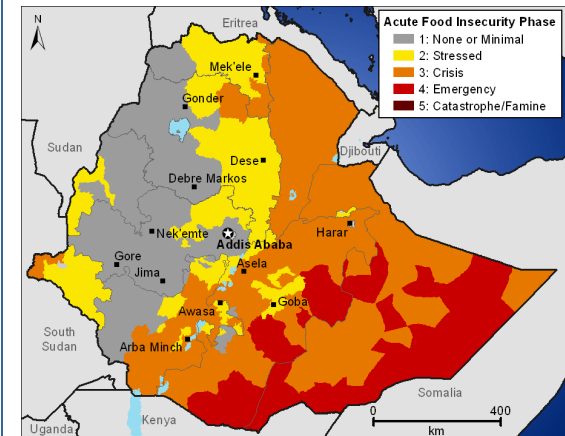 Eritrea
Acute Food Insecurity Phase
1: None or Minimal
2: Stressed
3: Crisis
4: Emergency
5: Catastrophe/Famine
N
Mek'ele
Gonder
Sudan
Djibouti
Dese
Debre Markos
Nek'emte
Addis Ababa
Harar
Gore
Jima
Asela
Awasa
Goba
South
Sudan
Arba Minch
Somalia
0 400
km
Uganda
Kenya